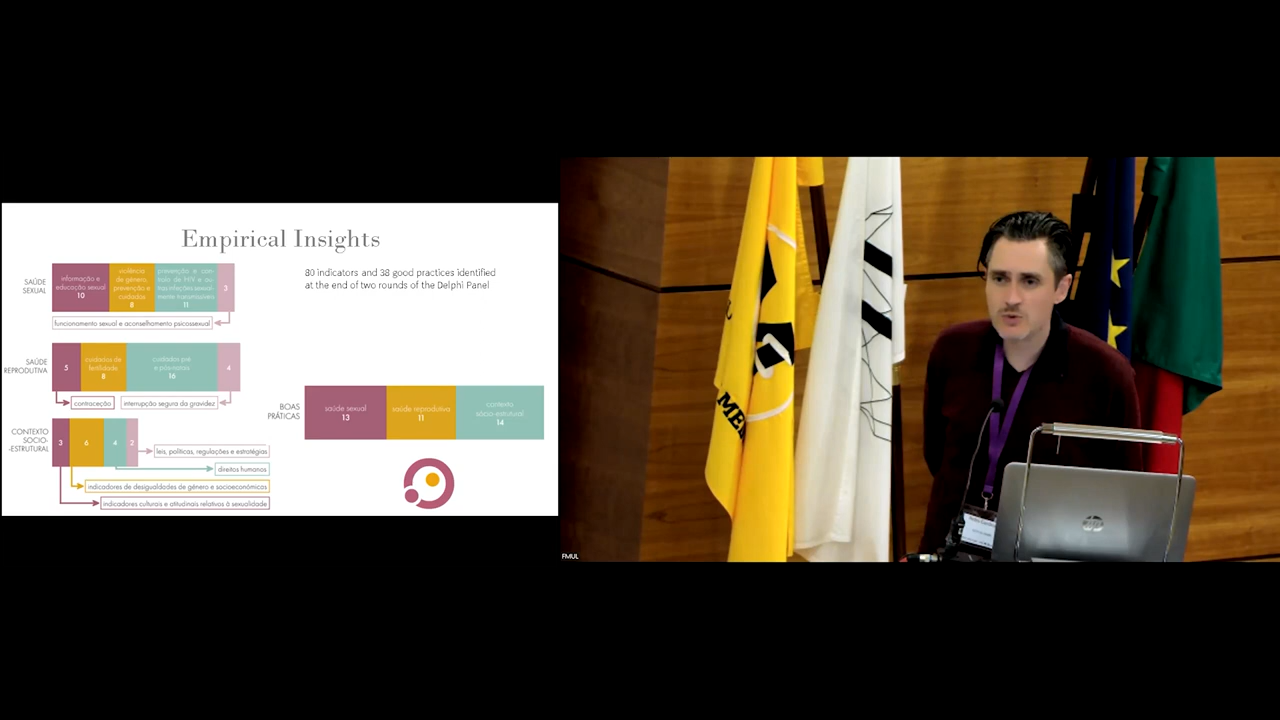 Empirical Insights
80 indicators and 38 good practices identified
at the end of two rounds of the Delphi Panel
SAÚDE
SEXUAL
informação e
educação sexual
10
violência
de género,
prevenção e
cuidados
8
prevenção e con-
trolo de HIV e ou-
tras infeções sexual-
mente transmissíveis
11
3
funcionamento sexual e aconselhamento psicossexual
SAÚDE
REPRODUTIVA
5
cuidados de
fertilidade
8
cuidados pré
e pós-natais
16
4
contraceção
interrupção segura da gravidez
CONTEXTO
SOCIO-
-ESTRUTURAL
3
6
4
2
leis, políticas, regulações e estratégias
direitos humanos
indicadores de desigualdades de género e socioeconómicas
indicadores culturais e atitudinais relativos à sexualidade
BOAS
PRÁTICAS
saúde sexual
13
saúde reprodutiva
11
contexto
sócio-estrutural
14
FMUL